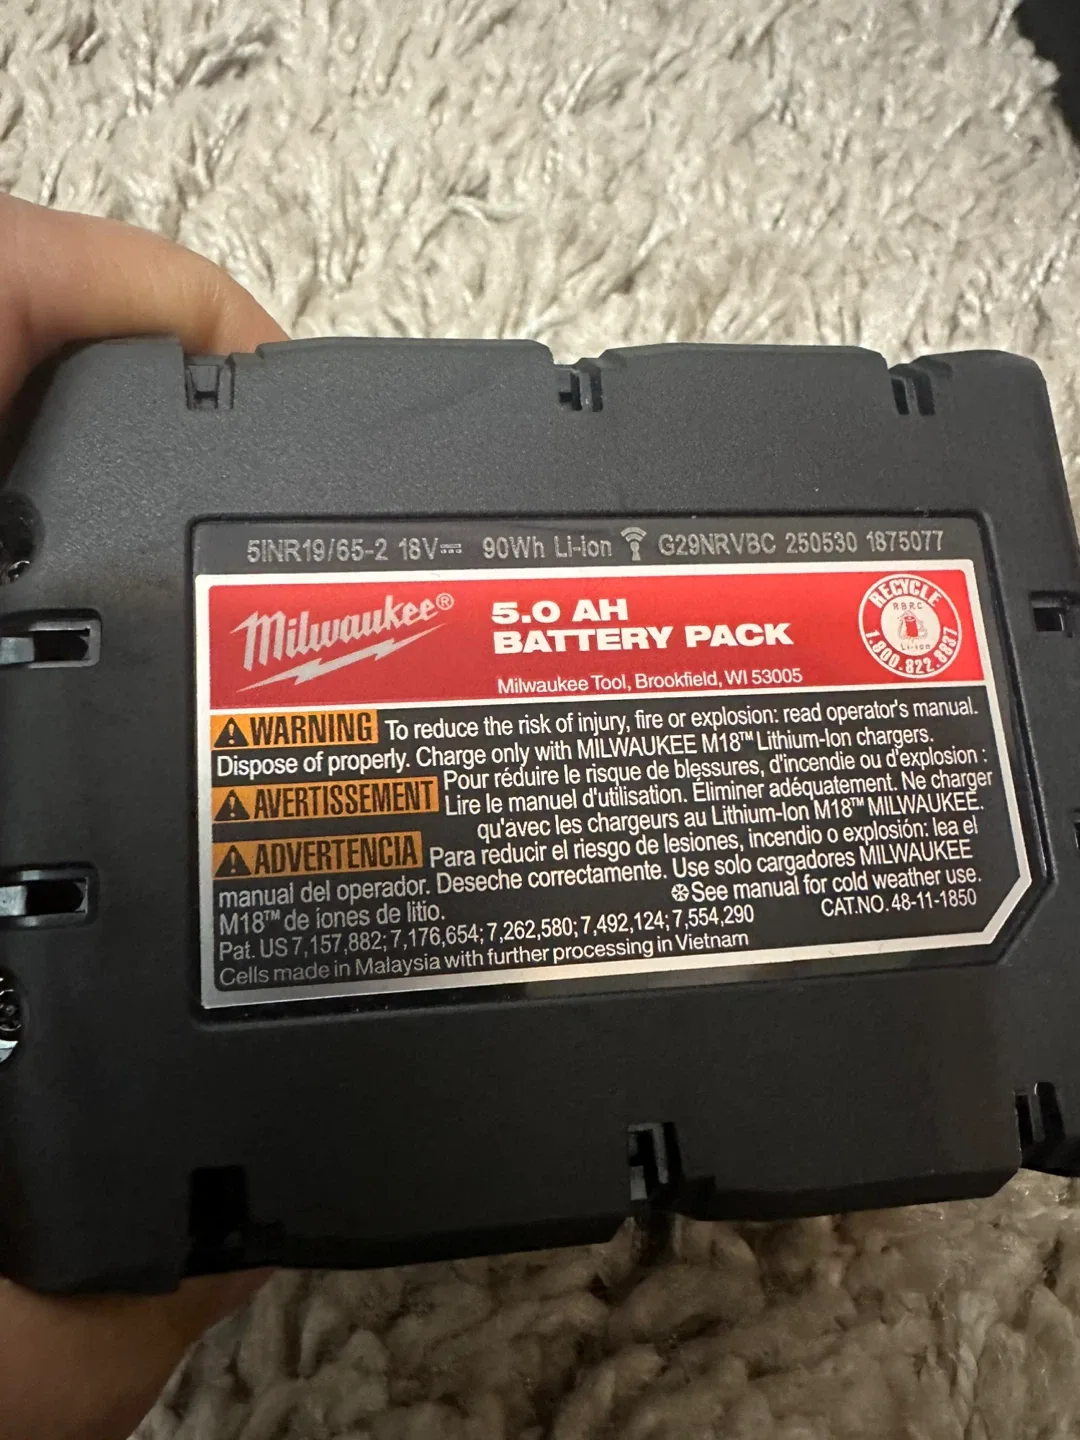 5INR19/65-2 18V⎓ 90Wh Li-Ion G29NRVBC 250530 1875077
Milwaukee®
5.0 AH
BATTERY PACK
Milwaukee Tool, Brookfield, WI 53005
RECYCLE
RBRC
Li-ion
1.800.822.8837
⚠WARNING To reduce the risk of injury, fire or explosion: read operator's manual.
Dispose of properly. Charge only with MILWAUKEE M18™ Lithium-Ion chargers.
⚠AVERTISSEMENT Pour réduire le risque de blessures, d'incendie ou d'explosion :
Lire le manuel d'utilisation. Éliminer adéquatement. Ne charger
qu'avec les chargeurs au Lithium-Ion M18™ MILWAUKEE.
⚠ADVERTENCIA Para reducir el riesgo de lesiones, incendio o explosión: lea el
manual del operador. Deseche correctamente. Use solo cargadores MILWAUKEE
M18™ de iones de litio.
❄See manual for cold weather use.
Pat. US 7,157,882; 7,176,654; 7,262,580; 7,492,124; 7,554,290
CAT.NO. 48-11-1850
Cells made in Malaysia with further processing in Vietnam